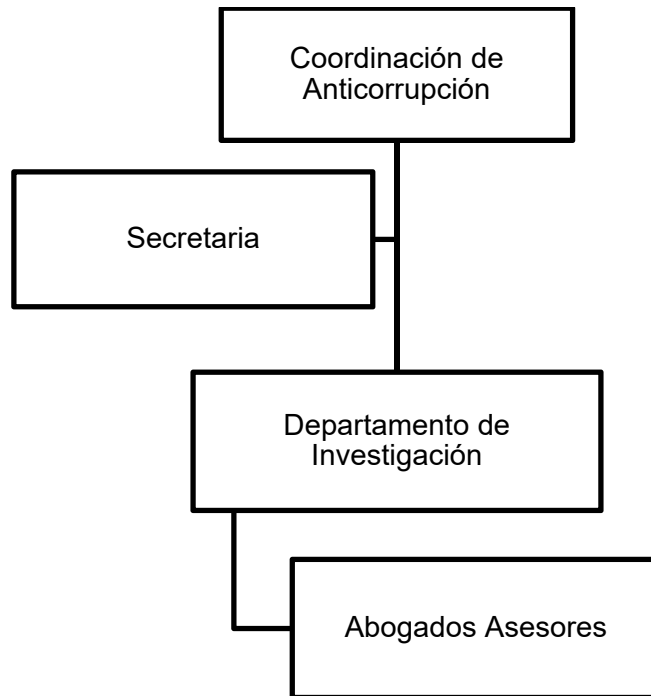 Coordinación de
Anticorrupción
Secretaria
Departamento de
Investigación
Abogados Asesores